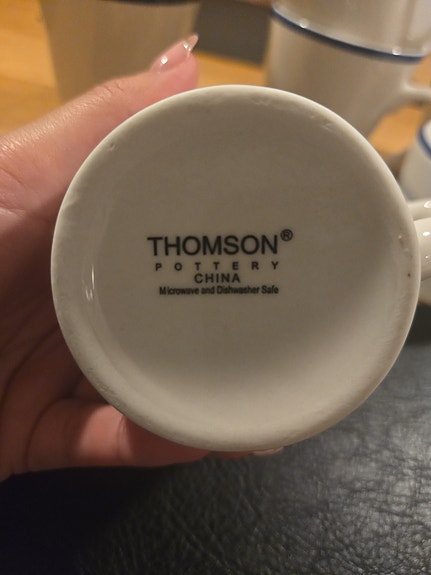 THOMSON®
POTTERY
CHINA
Microwave and Dishwasher Safe